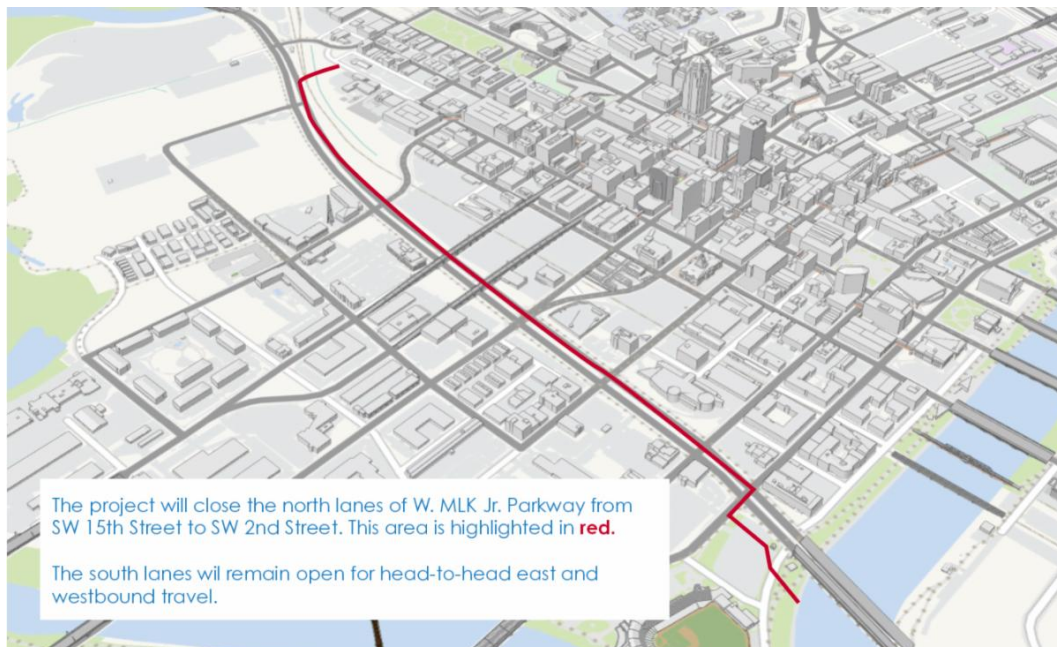 The project will close the north lanes of W. MLK Jr. Parkway from
SW 15th Street to SW 2nd Street. This area is highlighted in red.
The south lanes wil remain open for head-to-head east and
westbound travel.